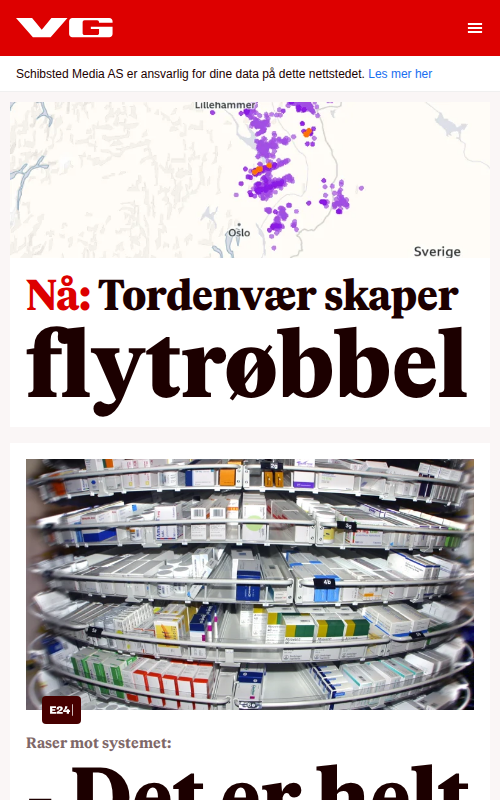 VG
Schibsted Media AS er ansvarlig for dine data på dette nettstedet. Les mer her
Lillehammer
Oslo
Sverige
Nå: Tordenvær skaper
flytrøbbel
4b
E24
Raser mot systemet:
- Det er helt